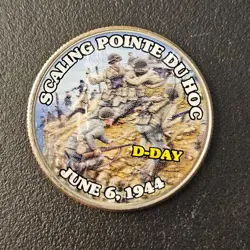 SCALING POINTE DU HOC
D-DAY
JUNE 6, 1944